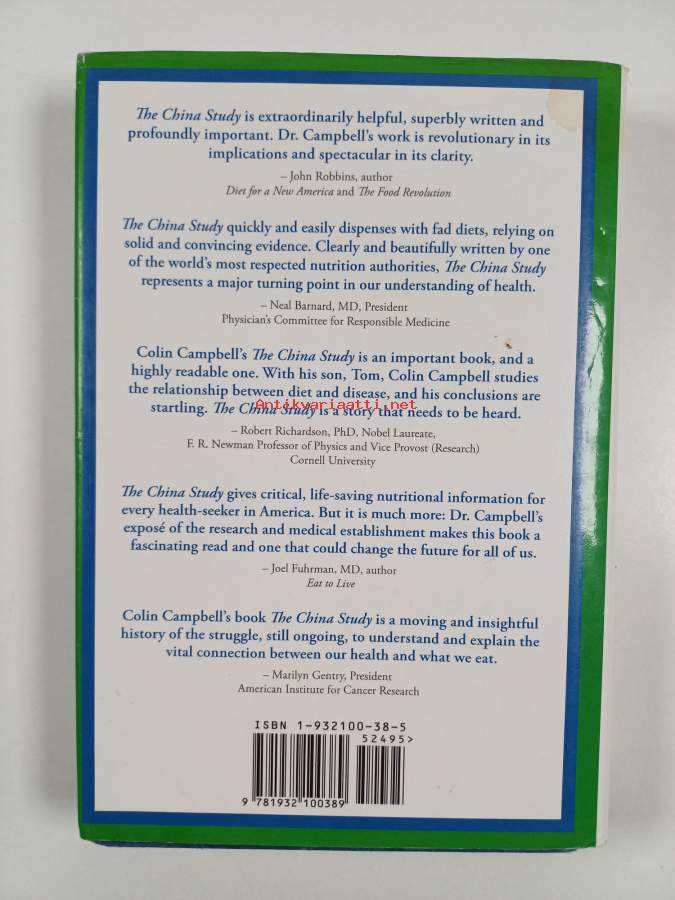 The China Study is extraordinarily helpful, superbly written and
profoundly important. Dr. Campbell's work is revolutionary in its
implications and spectacular in its clarity.
– John Robbins, author
Diet for a New America and The Food Revolution
The China Study quickly and easily dispenses with fad diets, relying on
solid and convincing evidence. Clearly and beautifully written by one
of the world's most respected nutrition authorities, The China Study
represents a major turning point in our understanding of health.
– Neal Barnard, MD, President
Physician's Committee for Responsible Medicine
Colin Campbell's The China Study is an important book, and a
highly readable one. With his son, Tom, Colin Campbell studies
the relationship between diet and disease, and his conclusions are
startling. The China Study is a story that needs to be heard.
Antikvariaatti.net
– Robert Richardson, PhD, Nobel Laureate,
F. R. Newman Professor of Physics and Vice Provost (Research)
Cornell University
The China Study gives critical, life-saving nutritional information for
every health-seeker in America. But it is much more: Dr. Campbell's
exposé of the research and medical establishment makes this book a
fascinating read and one that could change the future for all of us.
– Joel Fuhrman, MD, author
Eat to Live
Colin Campbell's book The China Study is a moving and insightful
history of the struggle, still ongoing, to understand and explain the
vital connection between our health and what we eat.
– Marilyn Gentry, President
American Institute for Cancer Research
ISBN 1-932100-38-5
52495>
9 781932 100389